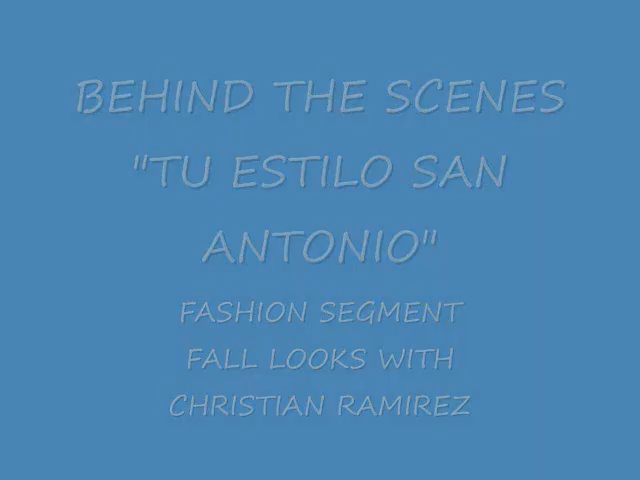 BEHIND THE SCENES
"TU ESTILO SAN
ANTONIO"
FASHION SEGMENT
FALL LOOKS WITH
CHRISTIAN RAMIREZ